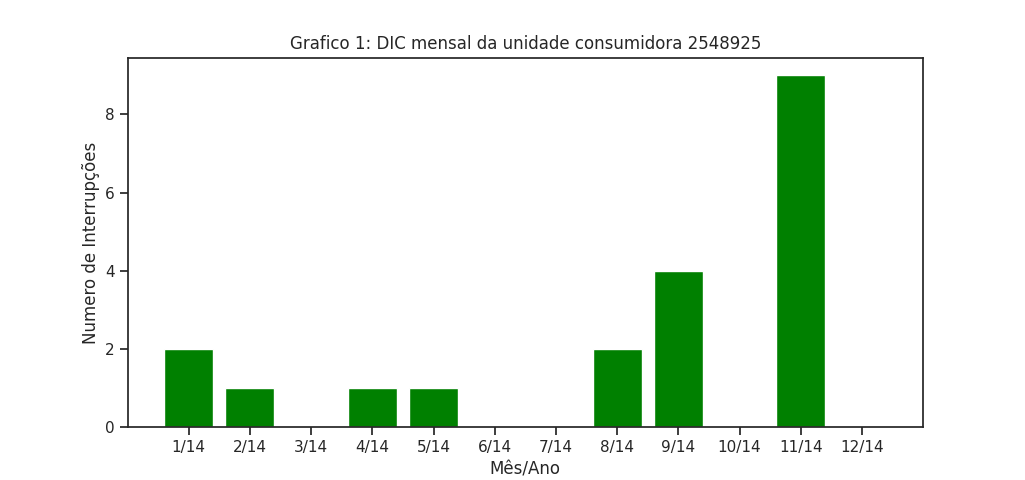 Grafico 1: DIC mensal da unidade consumidora 2548925
Numero de Interrupções
8
6
4
2
0
1/14 2/14 3/14 4/14 5/14 6/14 7/14 8/14 9/14 10/14 11/14 12/14
Mês/Ano